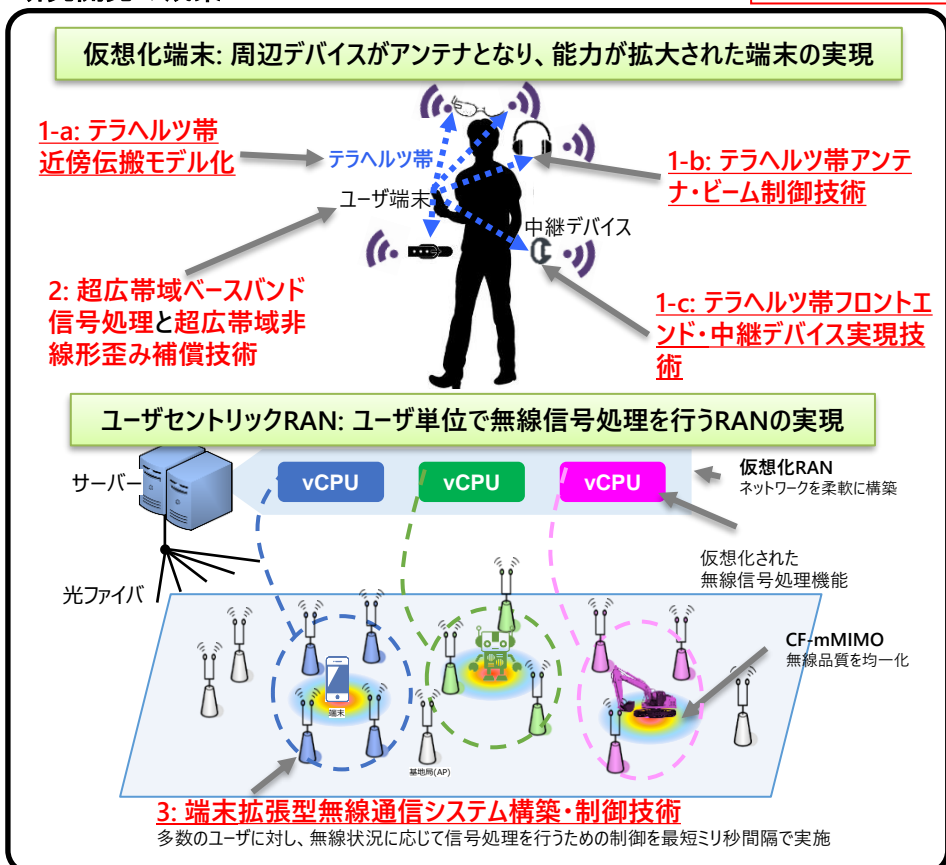 仮想化端末: 周辺デバイスがアンテナとなり、能力が拡大された端末の実現
1-a: テラヘルツ帯
近傍伝搬モデル化
テラヘルツ帯
ユーザ端末
1-b: テラヘルツ帯アンテ
ナ・ビーム制御技術
中継デバイス
2: 超広帯域ベースバンド
信号処理と超広帯域非
線形歪み補償技術
1-c: テラヘルツ帯フロントエ
ンド・中継デバイス実現技
術
ユーザセントリックRAN: ユーザ単位で無線信号処理を行うRANの実現
サーバー
vCPU
vCPU
vCPU
仮想化RAN
ネットワークを柔軟に構築
仮想化された
無線信号処理機能
光ファイバ
CF-mMIMO
無線品質を均一化
端末
基地局(AP)
3: 端末拡張型無線通信システム構築・制御技術
多数のユーザに対し、無線状況に応じて信号処理を行うための制御を最短ミリ秒間隔で実施